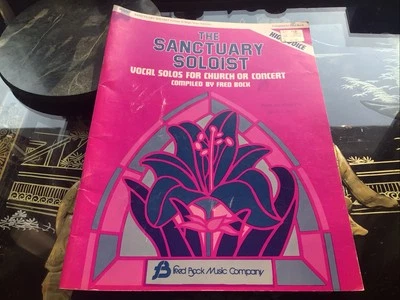 HIGH VOICE
THE
SANCTUARY
SOLOIST
VOCAL SOLOS FOR CHURCH OR CONCERT
COMPILED BY FRED BOCK
Fred Bock Music Company